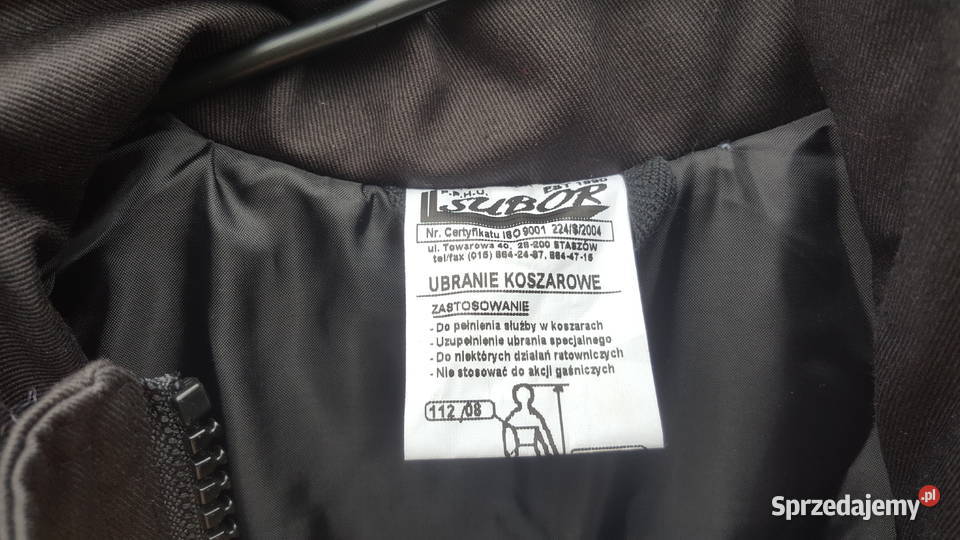 P.P.H.U. EST 1990
SUBOR
Nr. Certyfikatu ISO 9001 224/S/2004
ul. Towarowa 40, 28-200 STASZÓW
tel/fax (015) 864-24-87, 864-47-15
UBRANIE KOSZAROWE
ZASTOSOWANIE
- Do pełnienia służby w koszarach
- Uzupełnienie ubrania specjalnego
- Do niektórych działań ratowniczych
- Nie stosować do akcji gaśniczych
112 /08
Sprzedajemy.pl